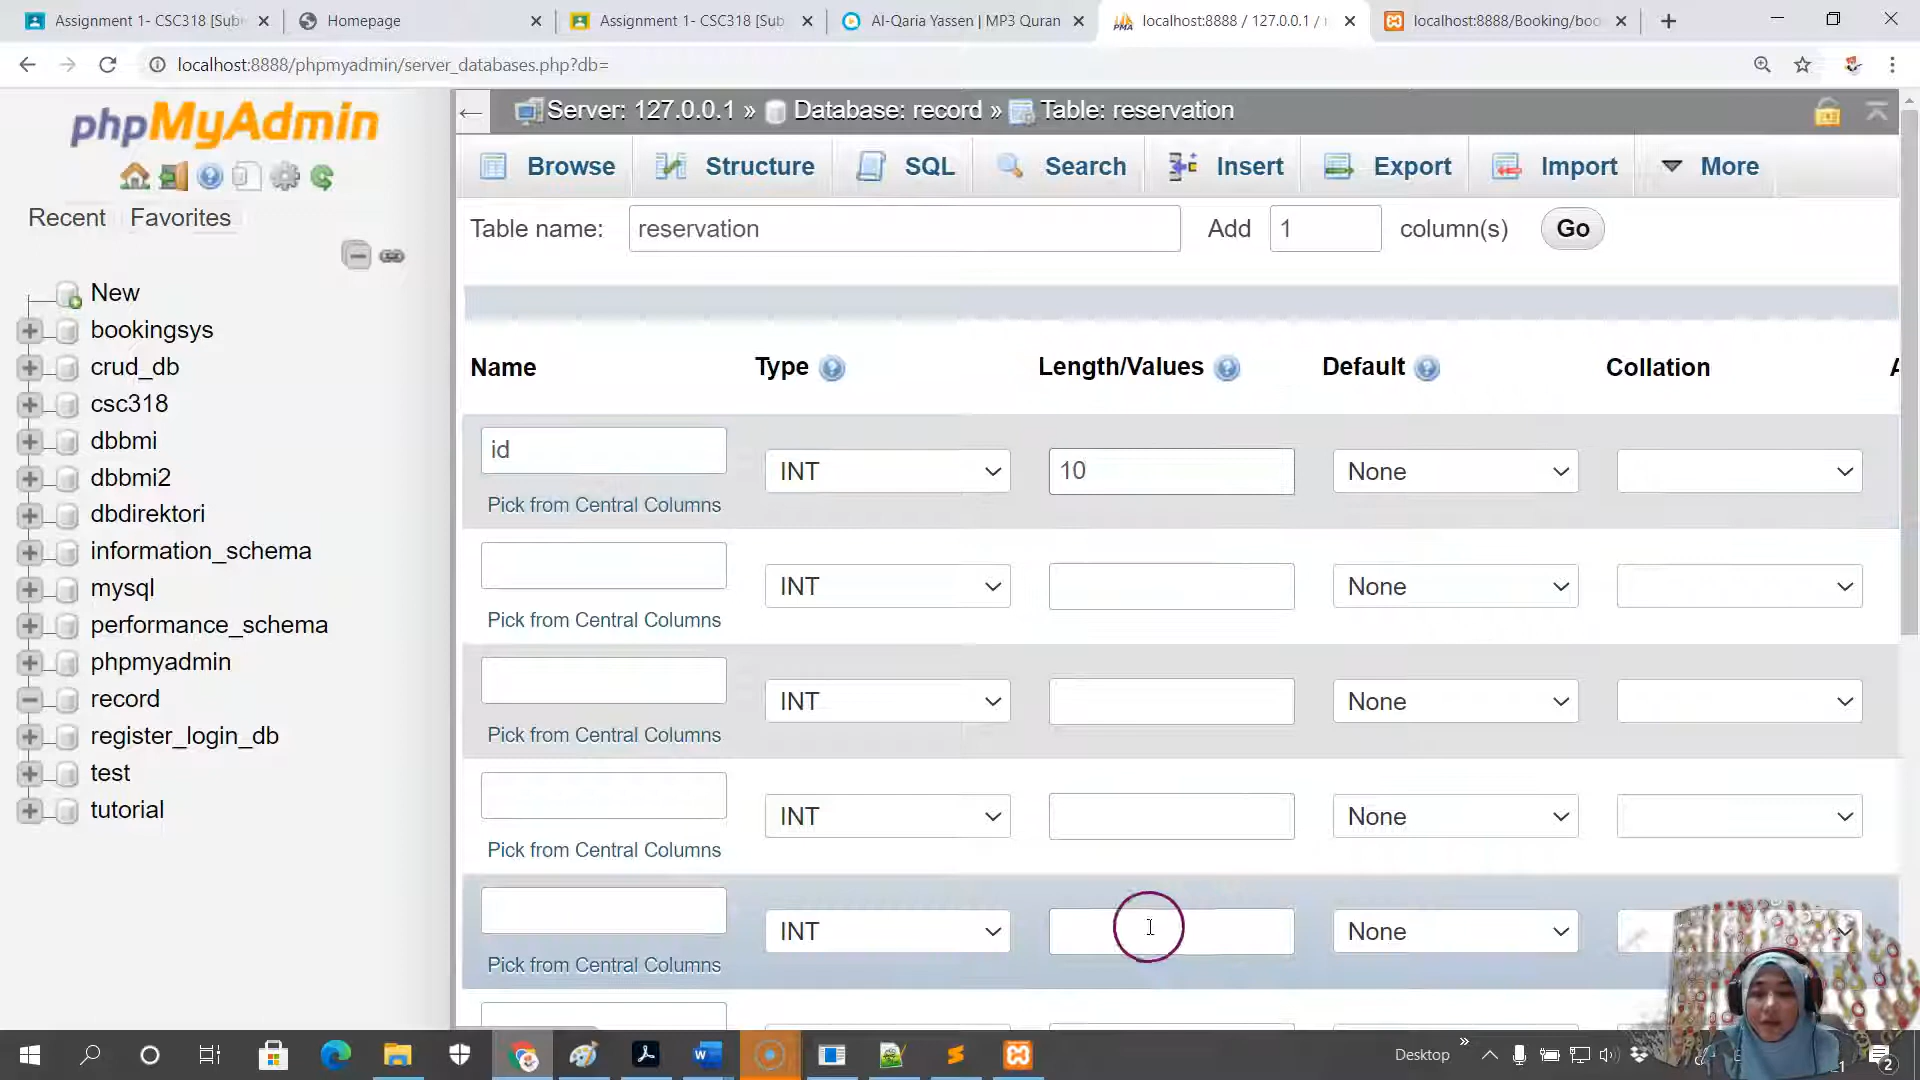 Assignment 1- CSC318 [Sub
Homepage
Assignment 1- CSC318 [Sub
Al-Qaria Yassen | MP3 Quran
localhost:8888 / 127.0.0.1 /
localhost:8888/Booking/boo
localhost:8888/phpmyadmin/server_databases.php?db=
phpMyAdmin
Recent Favorites
New
bookingsys
crud_db
csc318
dbbmi
dbbmi2
dbdirektori
information_schema
mysql
performance_schema
phpmyadmin
record
register_login_db
test
tutorial
Server: 127.0.0.1 » Database: record » Table: reservation
Browse Structure SQL Search Insert Export Import More
Table name: reservation Add 1 column(s) Go
Name Type Length/Values Default Collation A
id INT 10 None
Pick from Central Columns
INT None
Pick from Central Columns
INT None
Pick from Central Columns
INT None
Pick from Central Columns
INT None
Pick from Central Columns
Desktop
2